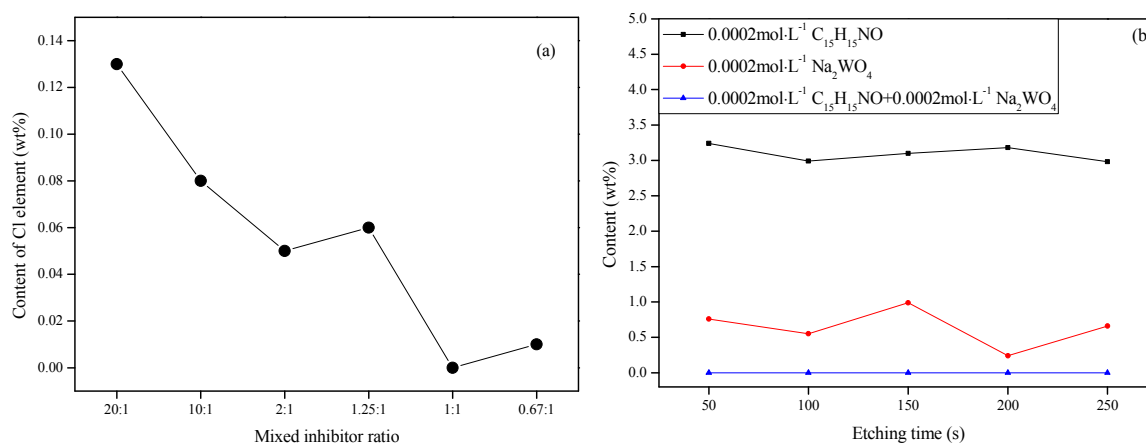 (a)
0.14
0.12
0.10
0.08
0.06
0.04
0.02
0.00
Content of Cl element (wt%)
20:1 10:1 2:1 1.25:1 1:1 0.67:1
Mixed inhibitor ratio
(b)
0.0002mol·L⁻¹ C₁₅H₁₅NO
0.0002mol·L⁻¹ Na₂WO₄
0.0002mol·L⁻¹ C₁₅H₁₅NO+0.0002mol·L⁻¹ Na₂WO₄
5.0
4.5
4.0
3.5
3.0
2.5
2.0
1.5
1.0
0.5
0.0
Content (wt%)
50 100 150 200 250
Etching time (s)